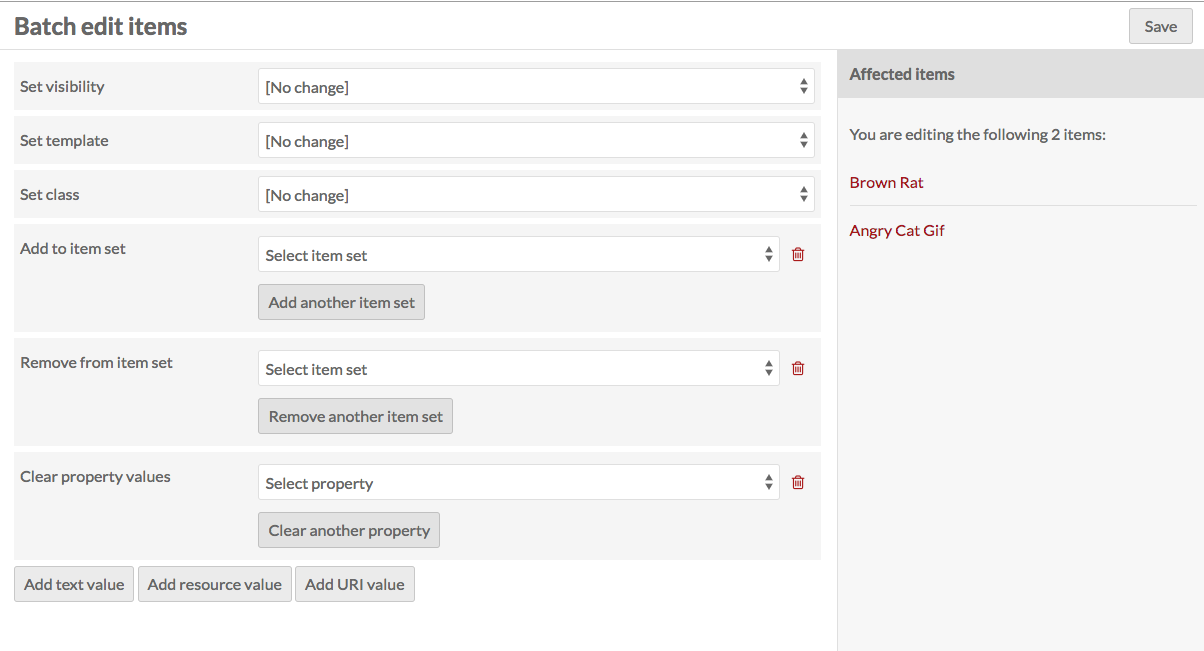 Batch edit items
Save
Set visibility
[No change]
Set template
[No change]
Set class
[No change]
Add to item set
Select item set
Add another item set
Remove from item set
Select item set
Remove another item set
Clear property values
Select property
Clear another property
Add text value
Add resource value
Add URI value
Affected items
You are editing the following 2 items:
Brown Rat
Angry Cat Gif